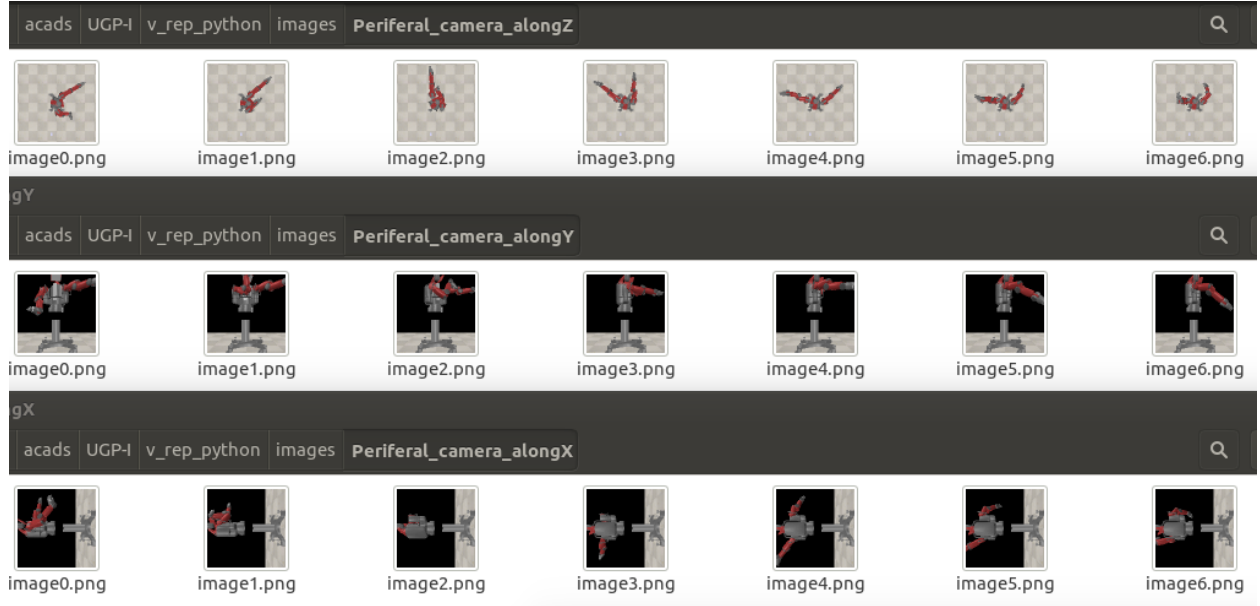 acads UGP-I v_rep_python images Periferal_camera_alongZ
image0.png image1.png image2.png image3.png image4.png image5.png image6.png
gY
acads UGP-I v_rep_python images Periferal_camera_alongY
image0.png image1.png image2.png image3.png image4.png image5.png image6.png
gX
acads UGP-I v_rep_python images Periferal_camera_alongX
image0.png image1.png image2.png image3.png image4.png image5.png image6.png